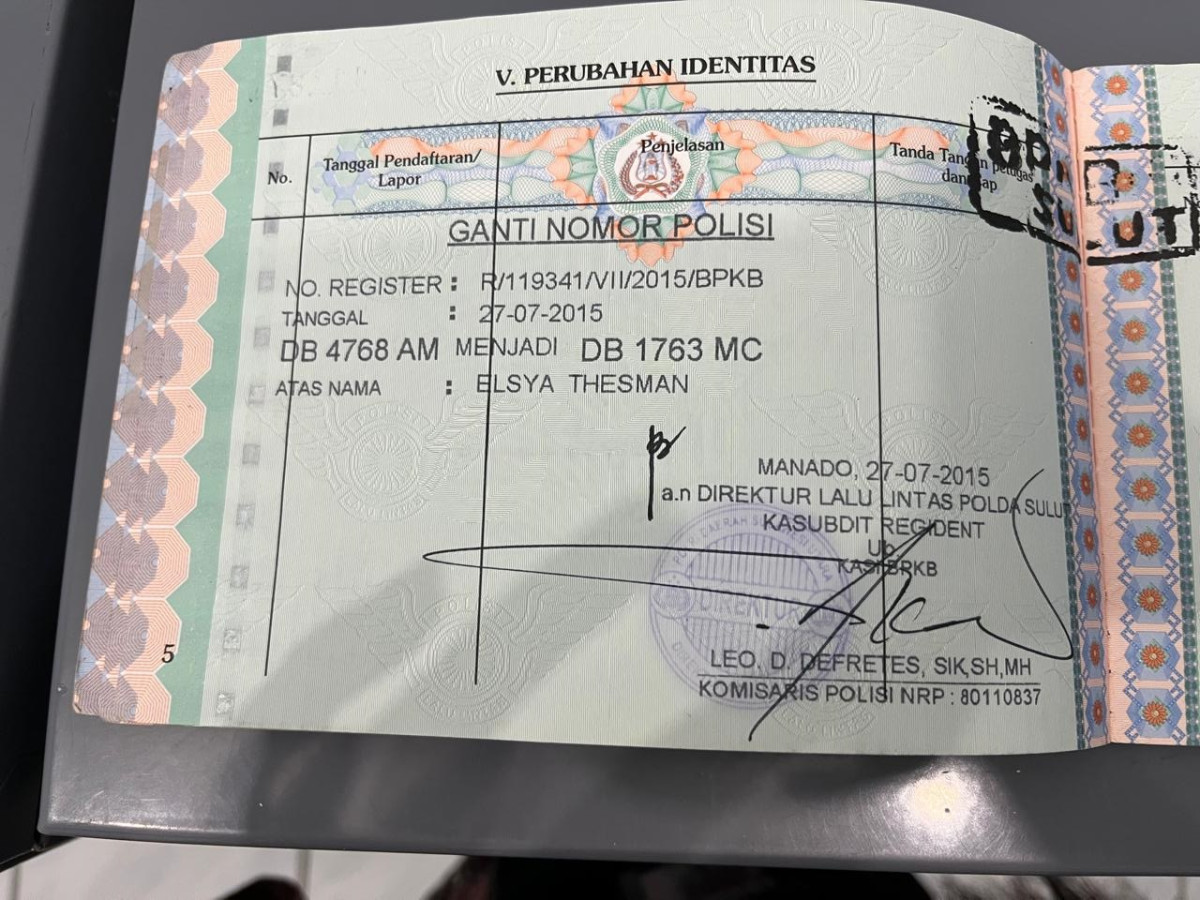 V. PERUBAHAN IDENTITAS
No.
Tanggal Pendaftaran/
Lapor
Penjelasan
Tanda Tangan petugas
dan Cap
GANTI NOMOR POLISI
NO. REGISTER : R/119341/VII/2015/BPKB
TANGGAL : 27-07-2015
DB 4768 AM MENJADI DB 1763 MC
ATAS NAMA : ELSYA THESMAN
MANADO, 27-07-2015
a.n DIREKTUR LALU LINTAS POLDA SULUT
KASUBDIT REGIDENT
Ub
KASI BPKB
DIREKTUR
LEO. D. DEFRETES, SIK,SH,MH
KOMISARIS POLISI NRP : 80110837
5